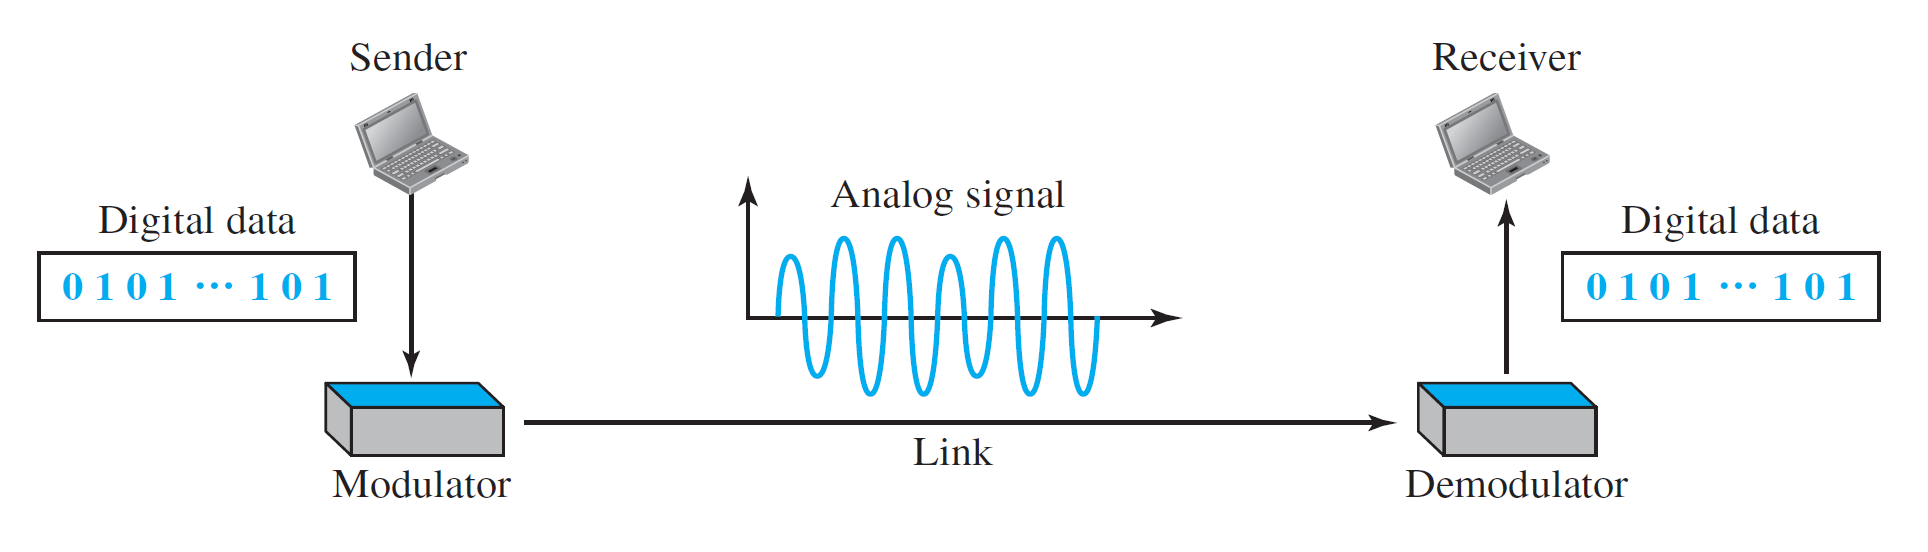 Sender
Receiver
Analog signal
Digital data
0 1 0 1 ··· 1 0 1
Digital data
0 1 0 1 ··· 1 0 1
Link
Modulator
Demodulator